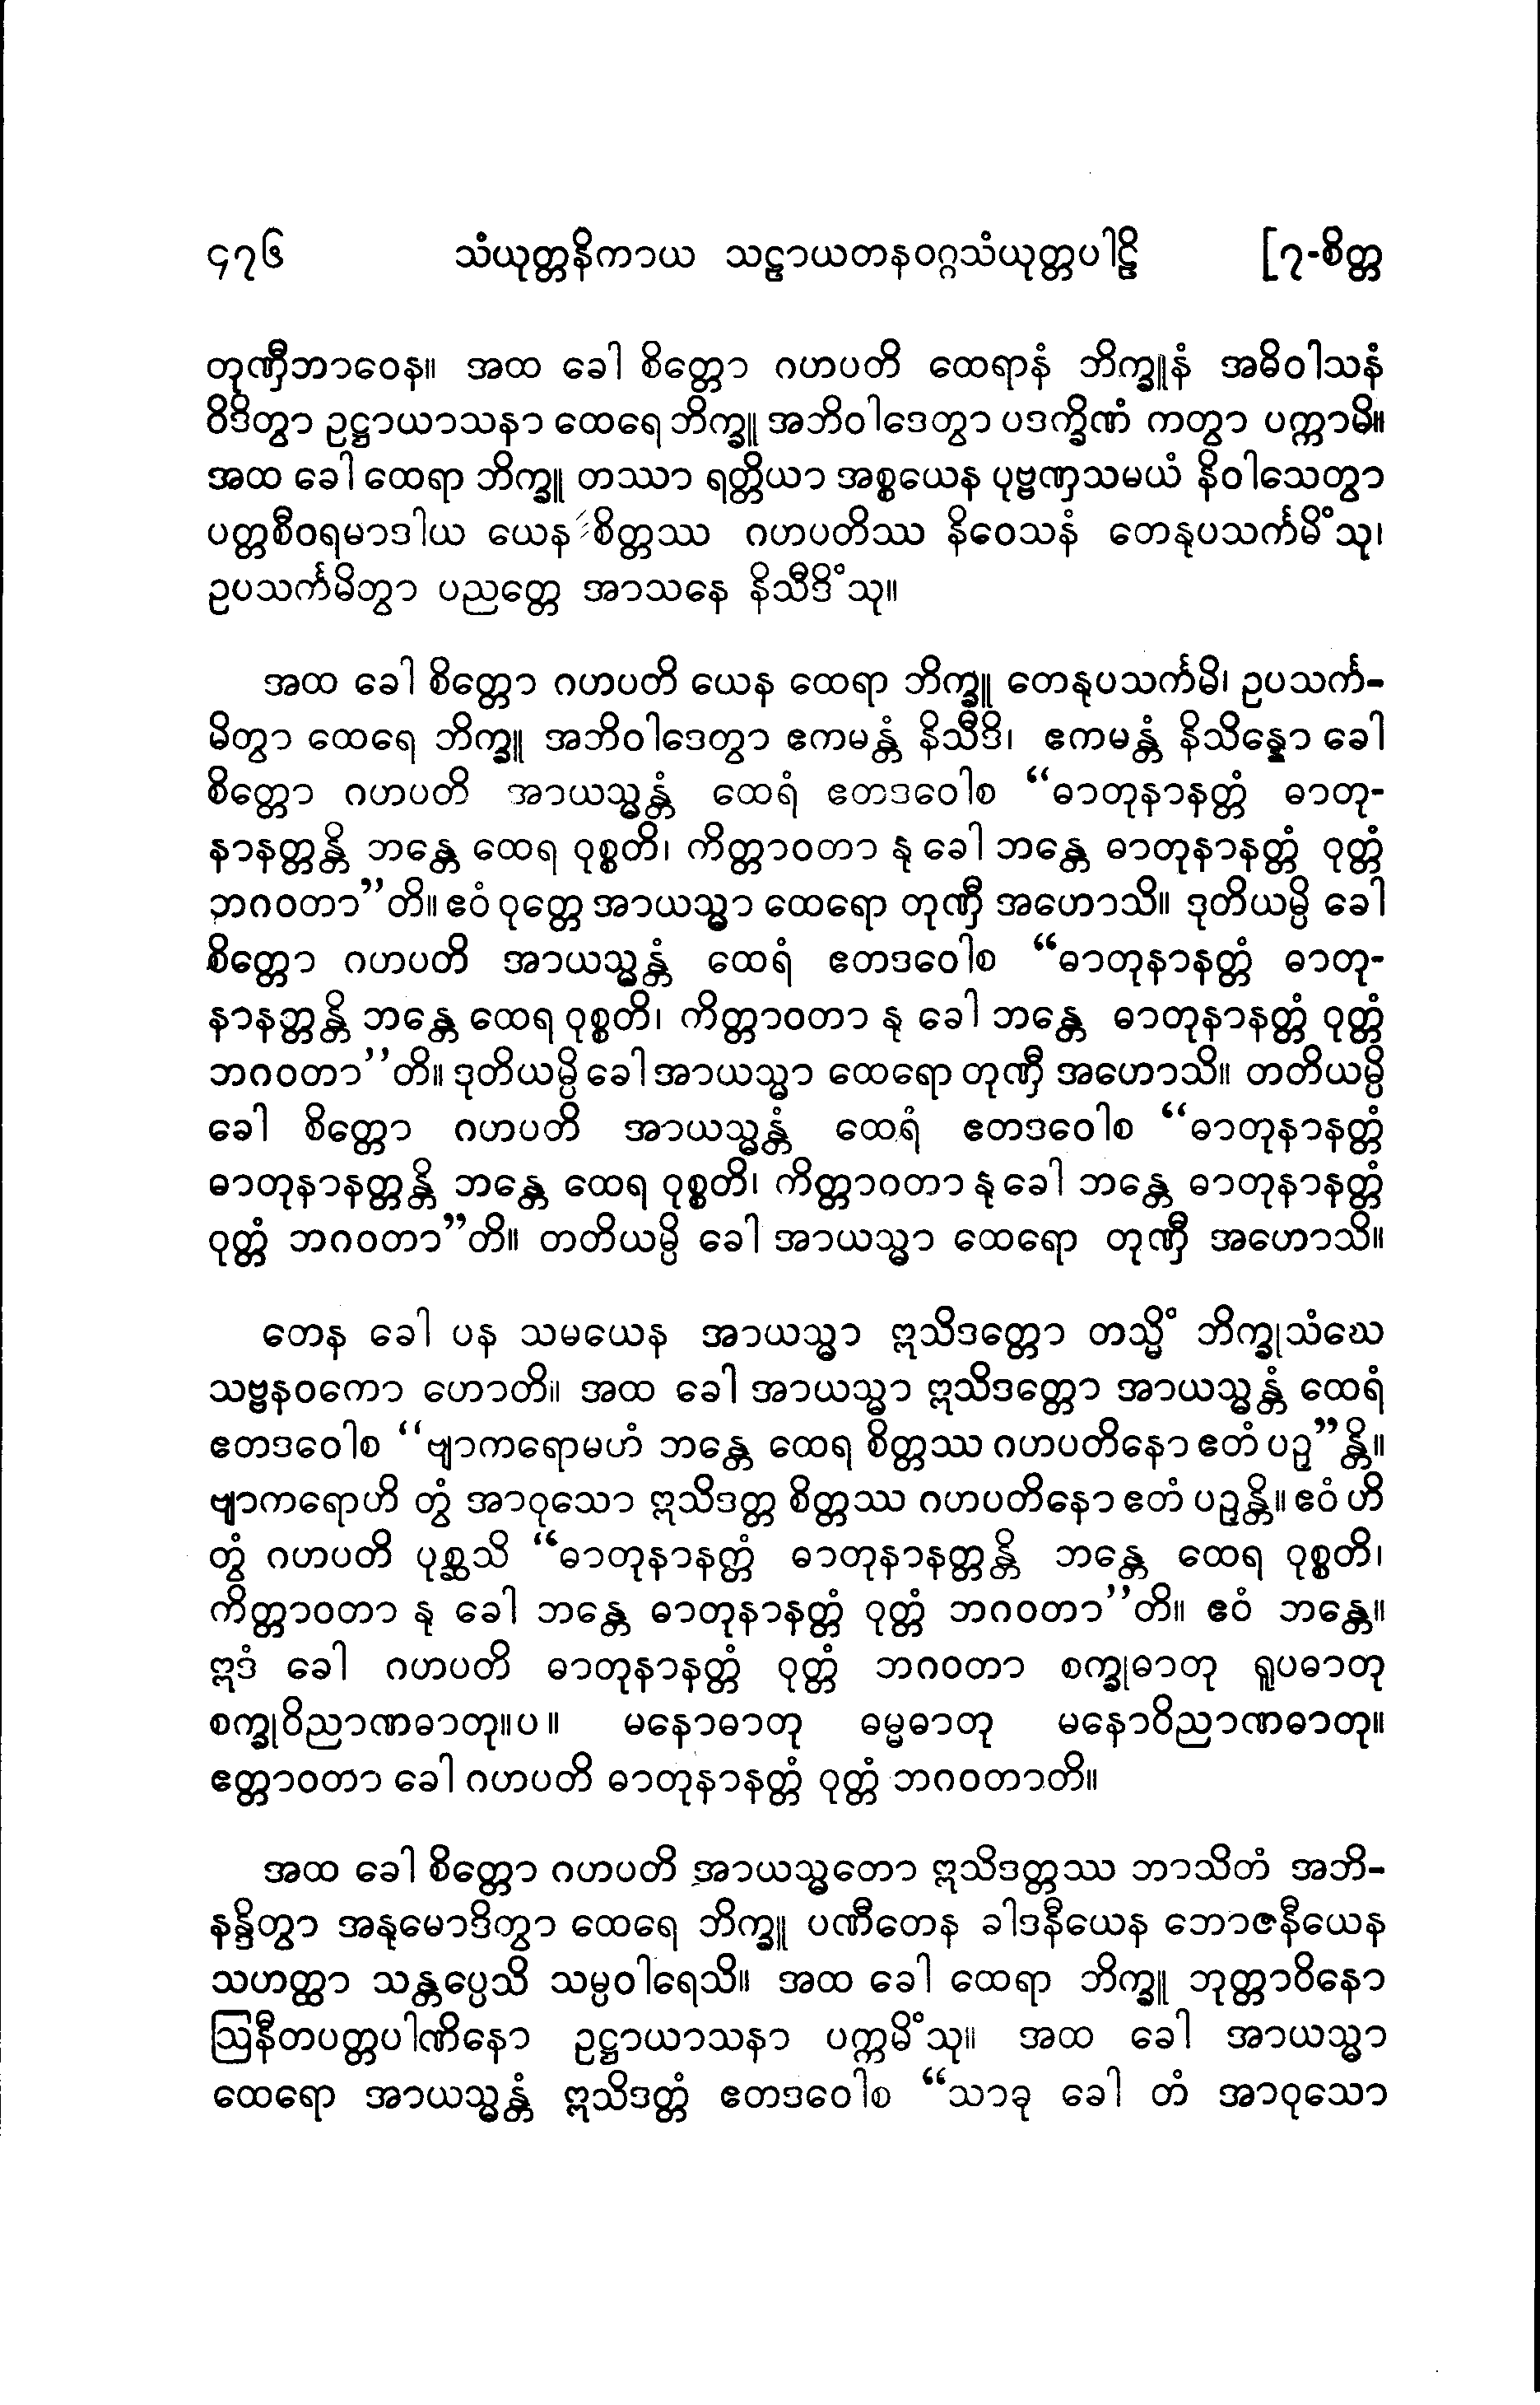 ၄၇၆ သံယုတ္တနိကာယ သဠာယတနဝဂ္ဂသံယုတ္တပါဠိ [၇-စိတ္တ
တုဏှီဘာဝေန။ အထ ခေါ စိတ္တော ဂဟပတိ ထေရာနံ ဘိက္ခူနံ အဓိဝါသနံ
ဝိဒိတွာ ဥဋ္ဌာယာသနာ ထေရေ ဘိက္ခူ အဘိဝါဒေတွာ ပဒက္ခိဏံ ကတွာ ပက္ကာမိ။
အထ ခေါ ထေရာ ဘိက္ခူ တဿာ ရတ္တိယာ အစ္စယေန ပုဗ္ဗဏှသမယံ နိဝါသေတွာ
ပတ္တစီဝရမာဒါယ ယေန စိတ္တဿ ဂဟပတိဿ နိဝေသနံ တေနုပသင်္ကမိံသု၊
ဥပသင်္ကမိတွာ ပညတ္တေ အာသနေ နိသီဒိံသု။
အထ ခေါ စိတ္တော ဂဟပတိ ယေန ထေရာ ဘိက္ခူ တေနုပသင်္ကမိ၊ ဥပသင်္က-
မိတွာ ထေရေ ဘိက္ခူ အဘိဝါဒေတွာ ဧကမန္တံ နိသီဒိ၊ ဧကမန္တံ နိသိန္နော ခေါ
စိတ္တော ဂဟပတိ အာယသ္မန္တံ ထေရံ ဧတဒဝေါစ “ဓာတုနာနတ္တံ ဓာတု-
နာနတ္တန္တိ ဘန္တေ ထေရ ဝုစ္စတိ၊ ကိတ္တာဝတာ နု ခေါ ဘန္တေ ဓာတုနာနတ္တံ ဝုတ္တံ
ဘဂဝတာ”တိ။ ဧဝံ ဝုတ္တေ အာယသ္မာ ထေရော တုဏှီ အဟောသိ။ ဒုတိယမ္ပိ ခေါ
စိတ္တော ဂဟပတိ အာယသ္မန္တံ ထေရံ ဧတဒဝေါစ “ဓာတုနာနတ္တံ ဓာတု-
နာနတ္တန္တိ ဘန္တေ ထေရ ဝုစ္စတိ၊ ကိတ္တာဝတာ နု ခေါ ဘန္တေ ဓာတုနာနတ္တံ ဝုတ္တံ
ဘဂဝတာ”တိ။ ဒုတိယမ္ပိ ခေါ အာယသ္မာ ထေရော တုဏှီ အဟောသိ။ တတိယမ္ပိ
ခေါ စိတ္တော ဂဟပတိ အာယသ္မန္တံ ထေရံ ဧတဒဝေါစ “ဓာတုနာနတ္တံ
ဓာတုနာနတ္တန္တိ ဘန္တေ ထေရ ဝုစ္စတိ၊ ကိတ္တာဝတာ နု ခေါ ဘန္တေ ဓာတုနာနတ္တံ
ဝုတ္တံ ဘဂဝတာ”တိ။ တတိယမ္ပိ ခေါ အာယသ္မာ ထေရော တုဏှီ အဟောသိ။
တေန ခေါ ပန သမယေန အာယသ္မာ ဣသိဒတ္တော တသ္မိံ ဘိက္ခုသံဃေ
သဗ္ဗနဝကော ဟောတိ။ အထ ခေါ အာယသ္မာ ဣသိဒတ္တော အာယသ္မန္တံ ထေရံ
ဧတဒဝေါစ “ဗျာကရောမဟံ ဘန္တေ ထေရ စိတ္တဿ ဂဟပတိနော ဧတံ ပဥှ”န္တိ။
ဗျာကရောဟိ တွံ အာဝုသော ဣသိဒတ္တ စိတ္တဿ ဂဟပတိနော ဧတံ ပဥှန္တိ။ ဧဝံ ဟိ
တွံ ဂဟပတိ ပုစ္ဆသိ “ဓာတုနာနတ္တံ ဓာတုနာနတ္တန္တိ ဘန္တေ ထေရ ဝုစ္စတိ၊
ကိတ္တာဝတာ နု ခေါ ဘန္တေ ဓာတုနာနတ္တံ ဝုတ္တံ ဘဂဝတာ”တိ။ ဧဝံ ဘန္တေ။
ဣဒံ ခေါ ဂဟပတိ ဓာတုနာနတ္တံ ဝုတ္တံ ဘဂဝတာ စက္ခုဓာတု ရူပဓာတု
စက္ခုဝိညာဏဓာတု။ပ။ မနောဓာတု ဓမ္မဓာတု မနောဝိညာဏဓာတု။
ဧတ္တာဝတာ ခေါ ဂဟပတိ ဓာတုနာနတ္တံ ဝုတ္တံ ဘဂဝတာတိ။
အထ ခေါ စိတ္တော ဂဟပတိ အာယသ္မတော ဣသိဒတ္တဿ ဘာသိတံ အဘိ-
နန္ဒိတွာ အနုမောဒိတွာ ထေရေ ဘိက္ခူ ပဏီတေန ခါဒနီယေန ဘောဇနီယေန
သဟတ္ထာ သန္တပ္ပေသိ သမ္ပဝါရေသိ။ အထ ခေါ ထေရာ ဘိက္ခူ ဘုတ္တာဝိနော
ဩနီတပတ္တပါဏိနော ဥဋ္ဌာယာသနာ ပက္ကမိံသု။ အထ ခေါ အာယသ္မာ
ထေရော အာယသ္မန္တံ ဣသိဒတ္တံ ဧတဒဝေါစ “သာခု ခေါ တံ အာဝုသော